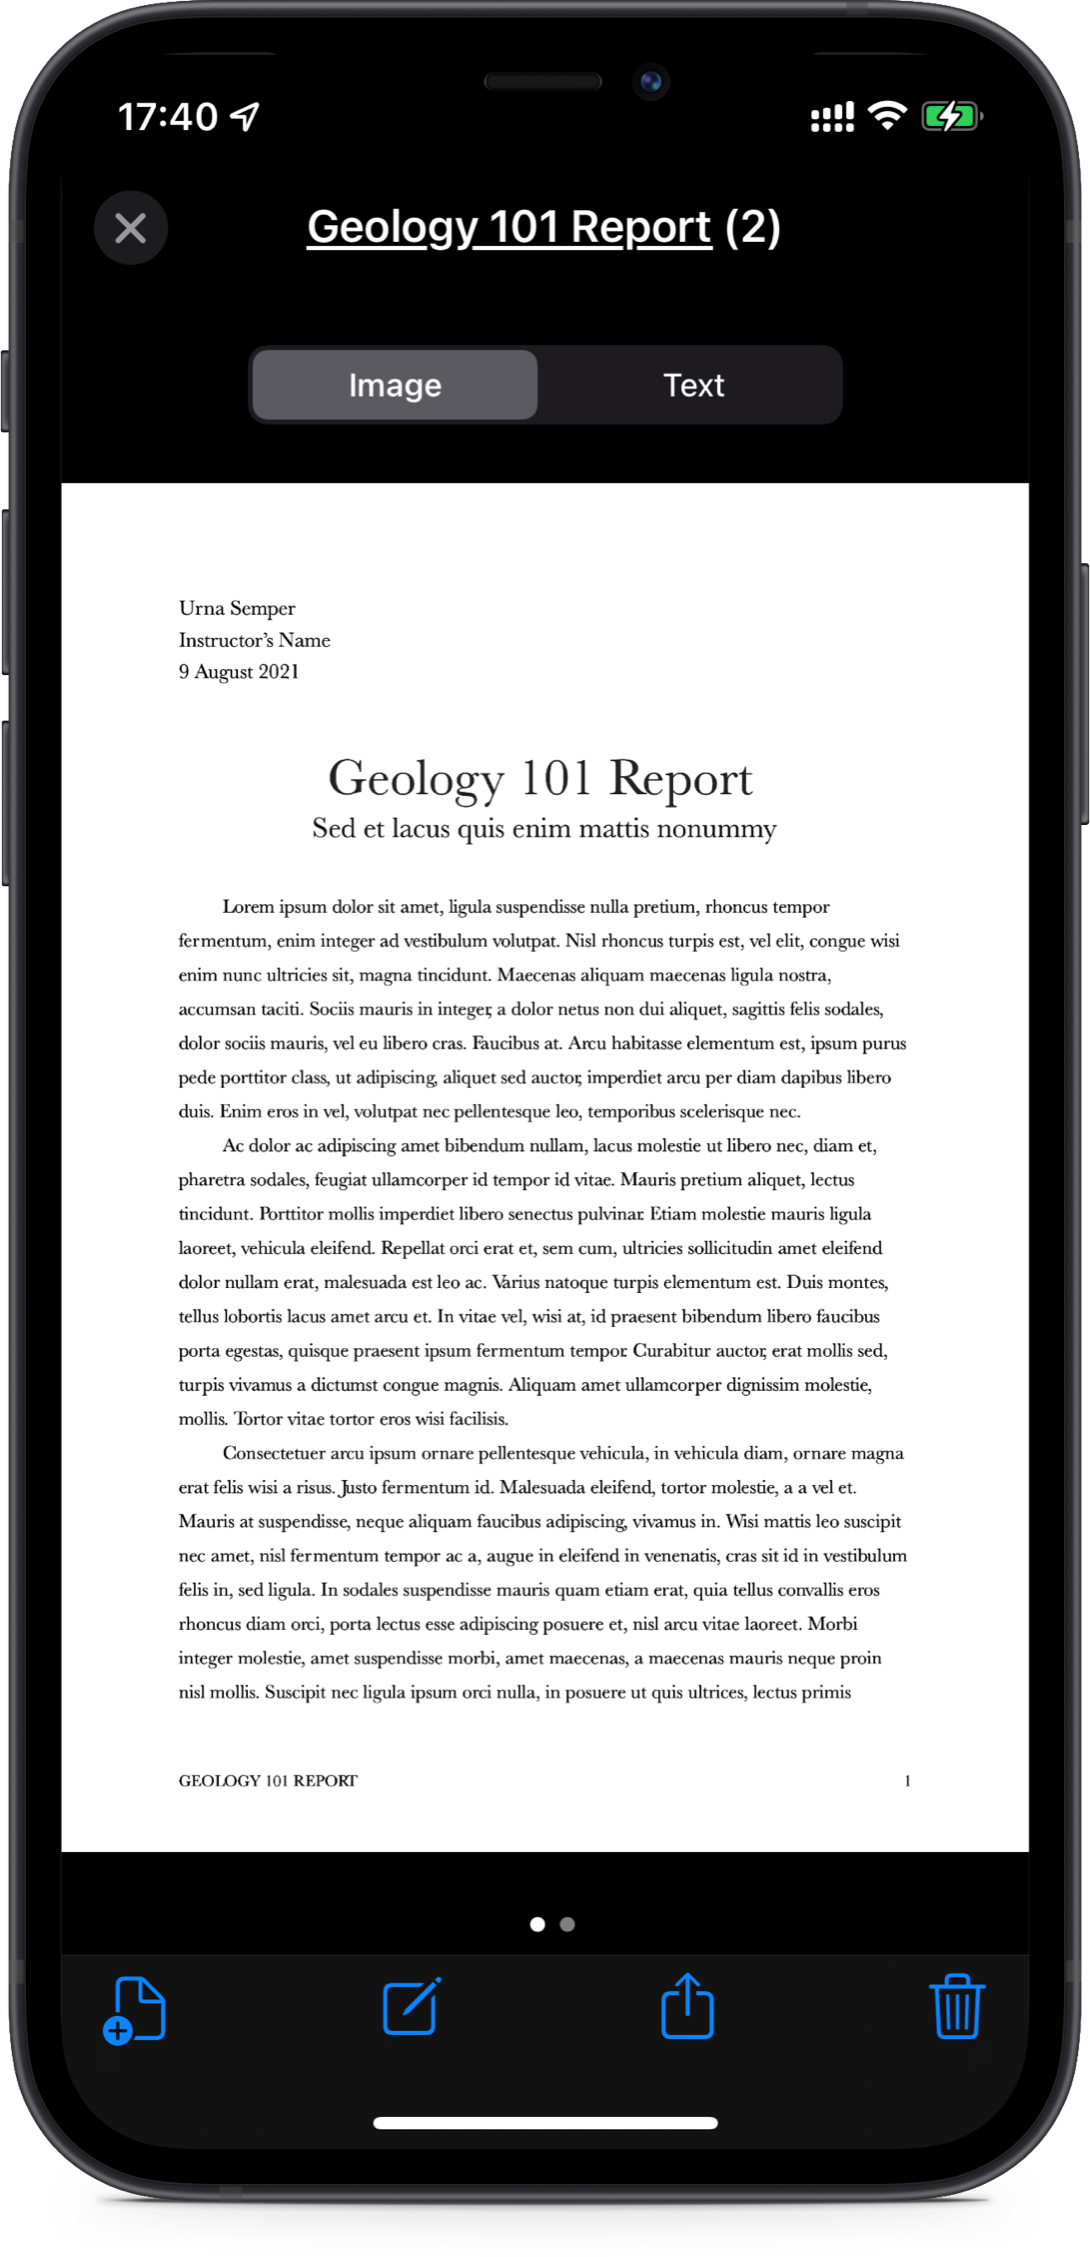 17:40
Geology 101 Report (2)
Image
Text
Urna Semper
Instructor’s Name
9 August 2021
Geology 101 Report
Sed et lacus quis enim mattis nonummy
Lorem ipsum dolor sit amet, ligula suspendisse nulla pretium, rhoncus tempor
fermentum, enim integer ad vestibulum volutpat. Nisl rhoncus turpis est, vel elit, congue wisi
enim nunc ultricies sit, magna tincidunt. Maecenas aliquam maecenas ligula nostra,
accumsan taciti. Sociis mauris in integer, a dolor netus non dui aliquet, sagittis felis sodales,
dolor sociis mauris, vel eu libero cras. Faucibus at. Arcu habitasse elementum est, ipsum purus
pede porttitor class, ut adipiscing, aliquet sed auctor, imperdiet arcu per diam dapibus libero
duis. Enim eros in vel, volutpat nec pellentesque leo, temporibus scelerisque nec.
Ac dolor ac adipiscing amet bibendum nullam, lacus molestie ut libero nec, diam et,
pharetra sodales, feugiat ullamcorper id tempor id vitae. Mauris pretium aliquet, lectus
tincidunt. Porttitor mollis imperdiet libero senectus pulvinar. Etiam molestie mauris ligula
laoreet, vehicula eleifend. Repellat orci erat et, sem cum, ultricies sollicitudin amet eleifend
dolor nullam erat, malesuada est leo ac. Varius natoque turpis elementum est. Duis montes,
tellus lobortis lacus amet arcu et. In vitae vel, wisi at, id praesent bibendum libero faucibus
porta egestas, quisque praesent ipsum fermentum tempor. Curabitur auctor, erat mollis sed,
turpis vivamus a dictumst congue magnis. Aliquam amet ullamcorper dignissim molestie,
mollis. Tortor vitae tortor eros wisi facilisis.
Consectetuer arcu ipsum ornare pellentesque vehicula, in vehicula diam, ornare magna
erat felis wisi a risus. Justo fermentum id. Malesuada eleifend, tortor molestie, a a vel et.
Mauris at suspendisse, neque aliquam faucibus adipiscing, vivamus in. Wisi mattis leo suscipit
nec amet, nisl fermentum tempor ac a, augue in eleifend in venenatis, cras sit id in vestibulum
felis in, sed ligula. In sodales suspendisse mauris quam etiam erat, quia tellus convallis eros
rhoncus diam orci, porta lectus esse adipiscing posuere et, nisl arcu vitae laoreet. Morbi
integer molestie, amet suspendisse morbi, amet maecenas, a maecenas mauris neque proin
nisl mollis. Suscipit nec ligula ipsum orci nulla, in posuere ut quis ultrices, lectus primis
GEOLOGY 101 REPORT 1